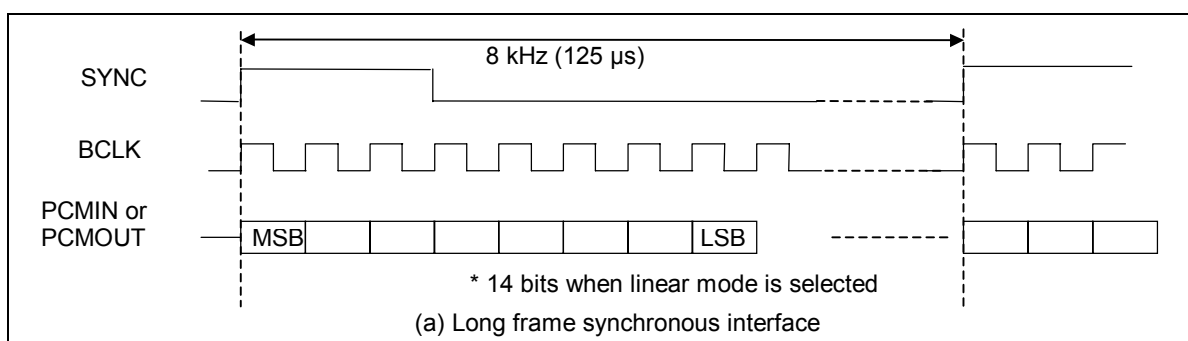 8 kHz (125 µs)
SYNC
BCLK
PCMIN or
PCMOUT
MSB
LSB
* 14 bits when linear mode is selected
(a) Long frame synchronous interface